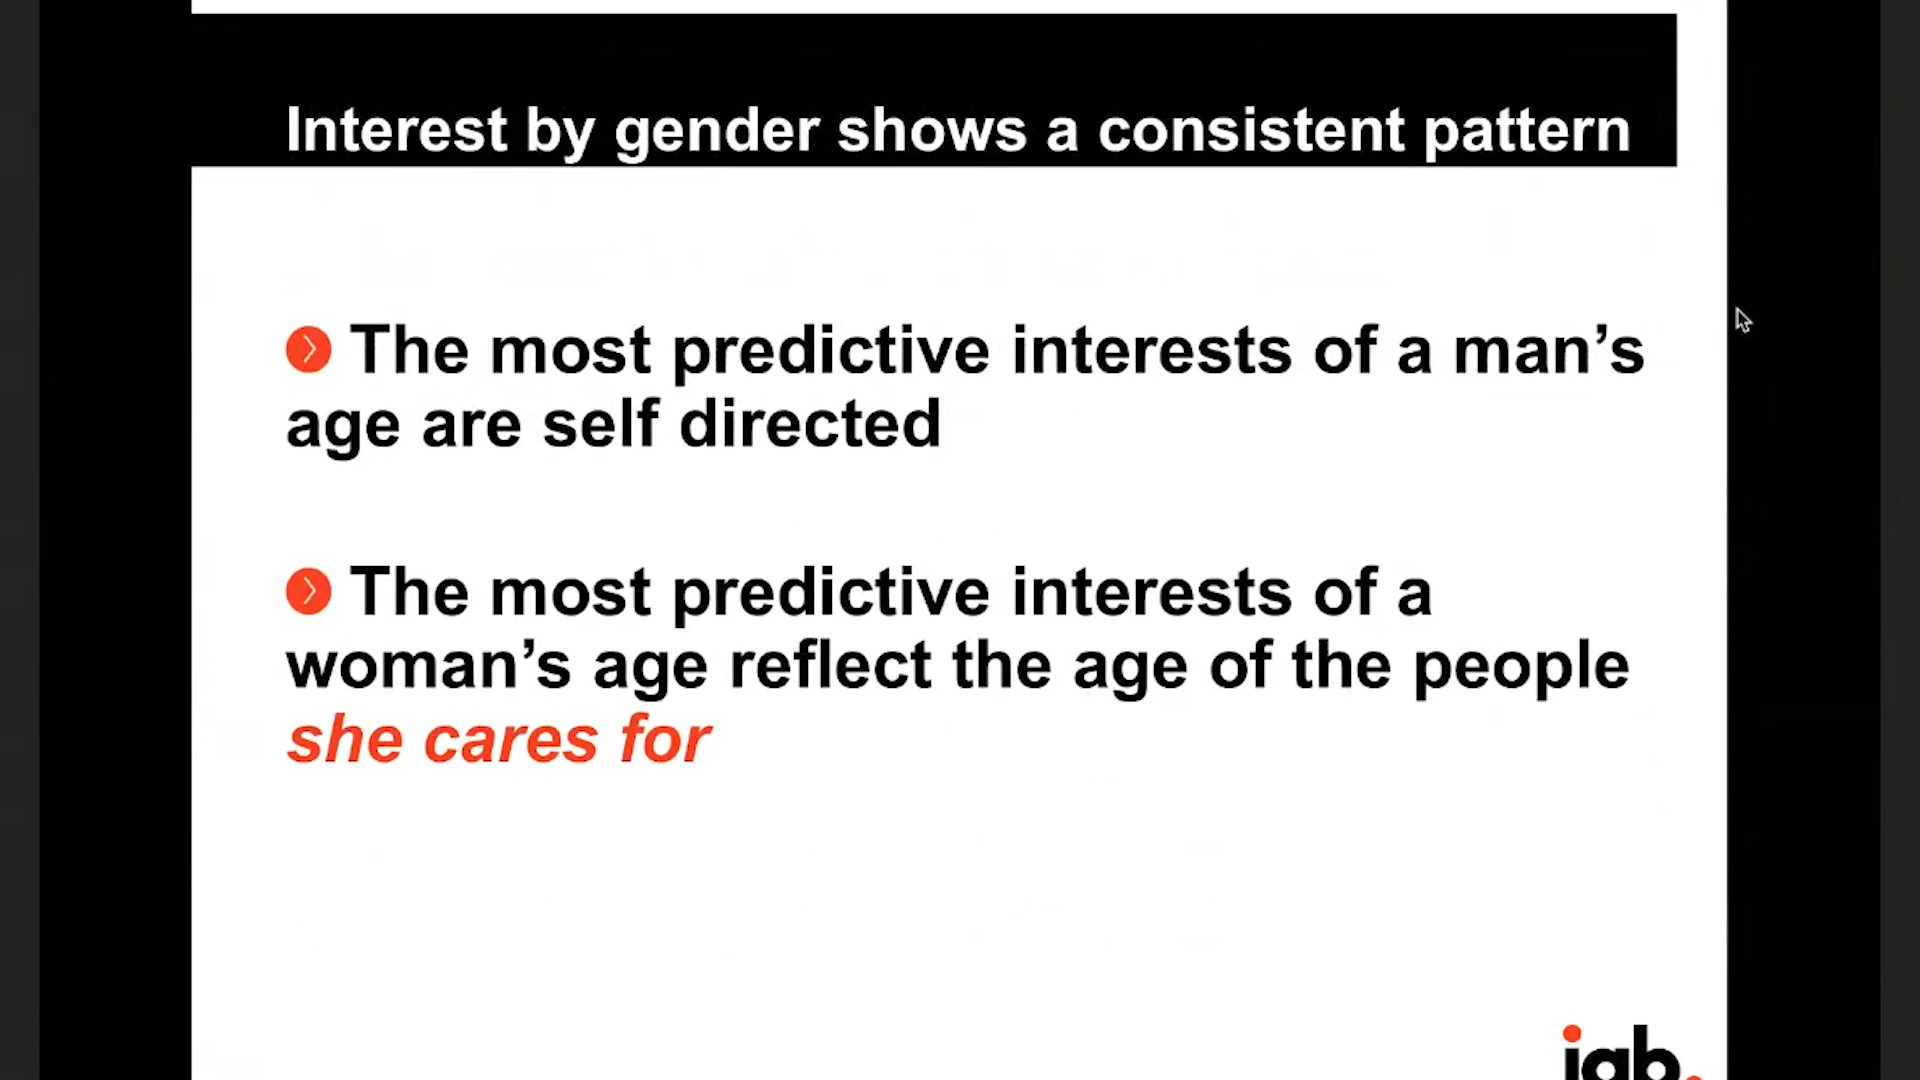 Interest by gender shows a consistent pattern
The most predictive interests of a man’s
age are self directed
The most predictive interests of a
woman’s age reflect the age of the people
she cares for
iab.